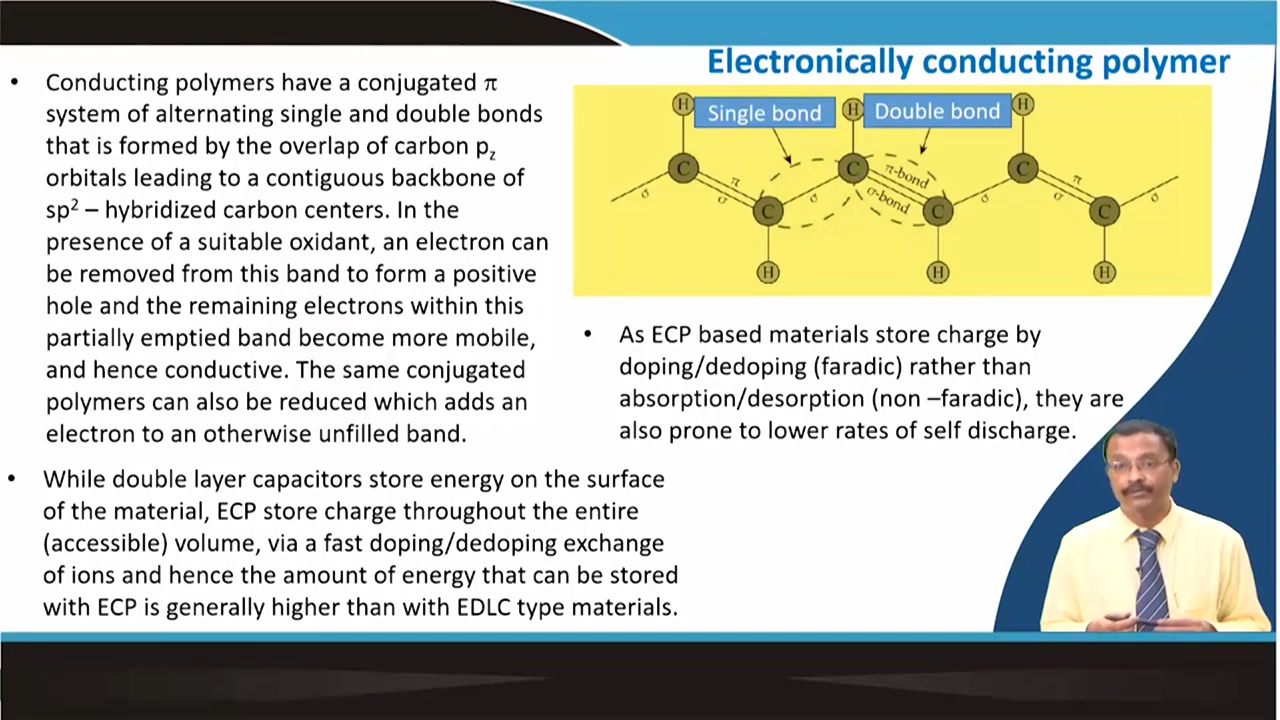 Electronically conducting polymer
• Conducting polymers have a conjugated π
system of alternating single and double bonds
that is formed by the overlap of carbon pz
orbitals leading to a contiguous backbone of
sp2 – hybridized carbon centers. In the
presence of a suitable oxidant, an electron can
be removed from this band to form a positive
hole and the remaining electrons within this
partially emptied band become more mobile,
and hence conductive. The same conjugated
polymers can also be reduced which adds an
electron to an otherwise unfilled band.
• While double layer capacitors store energy on the surface
of the material, ECP store charge throughout the entire
(accessible) volume, via a fast doping/dedoping exchange
of ions and hence the amount of energy that can be stored
with ECP is generally higher than with EDLC type materials.
H Single bond H Double bond H
C C C
π π-bond π
σ σ σ-bond σ σ
σ σ
C C C
H H H
• As ECP based materials store charge by
doping/dedoping (faradic) rather than
absorption/desorption (non –faradic), they are
also prone to lower rates of self discharge.